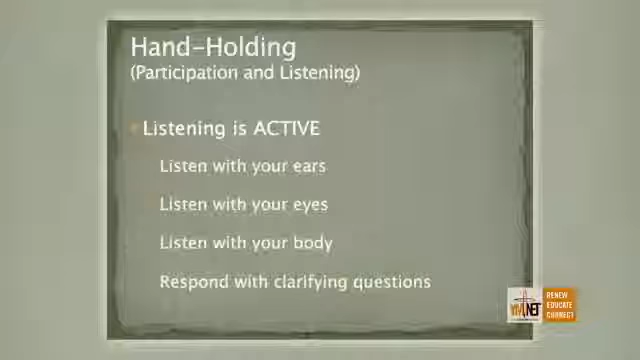 Hand-Holding
(Participation and Listening)
Listening is ACTIVE
Listen with your ears
Listen with your eyes
Listen with your body
Respond with clarifying questions
RENEW
EDUCATE
CONNECT